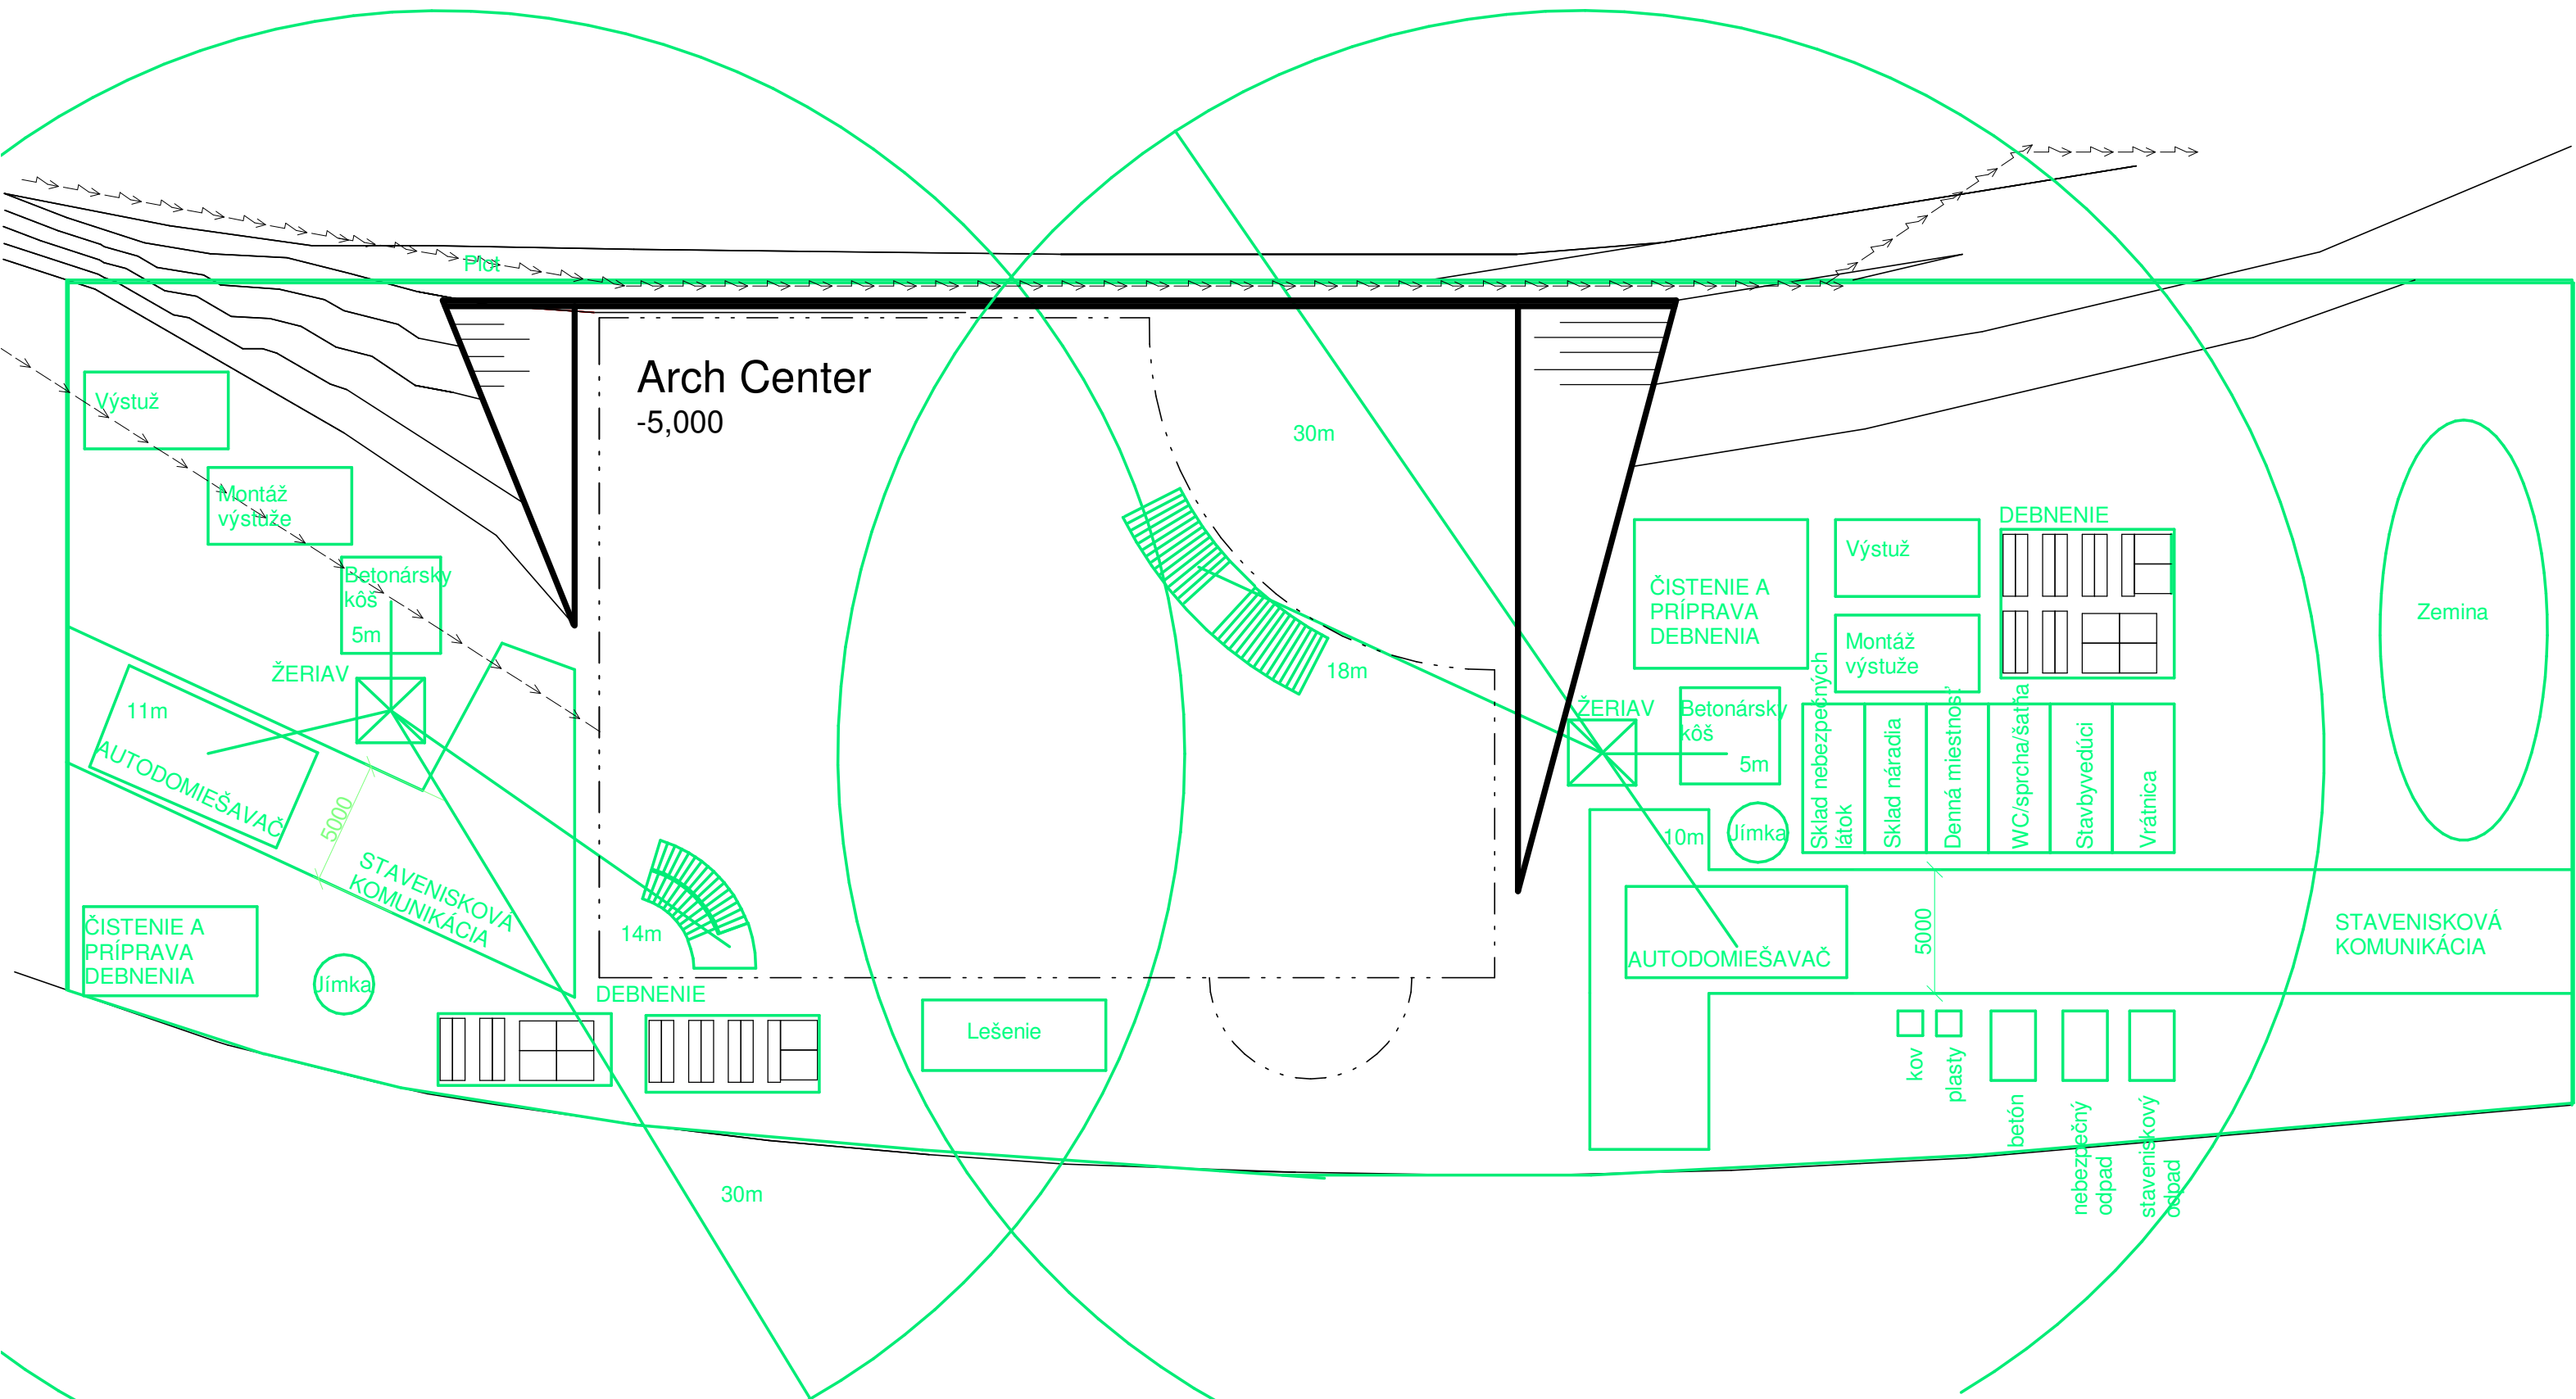 Plot
Arch Center
-5,000
Výstuž
Montáž
výstuže
Betonársky
kôš
5m
ŽERIAV
11m
AUTODOMIEŠAVAČ
5000
STAVENISKOVÁ
KOMUNIKÁCIA
ČISTENIE A
PRÍPRAVA
DEBNENIA
Jímka
14m
DEBNENIE
Lešenie
30m
30m
18m
ŽERIAV
Betonársky
kôš
5m
ČISTENIE A
PRÍPRAVA
DEBNENIA
Výstuž
Montáž
výstuže
DEBNENIE
Zemina
10m
Jímka
Sklad nebezpečných
látok
Sklad náradia
Denná miestnosť
WC/sprcha/šatňa
Stavbyvedúci
Vrátnica
AUTODOMIEŠAVAČ
5000
STAVENISKOVÁ
KOMUNIKÁCIA
kov
plasty
betón
nebezpečný
odpad
staveniskový
odpad